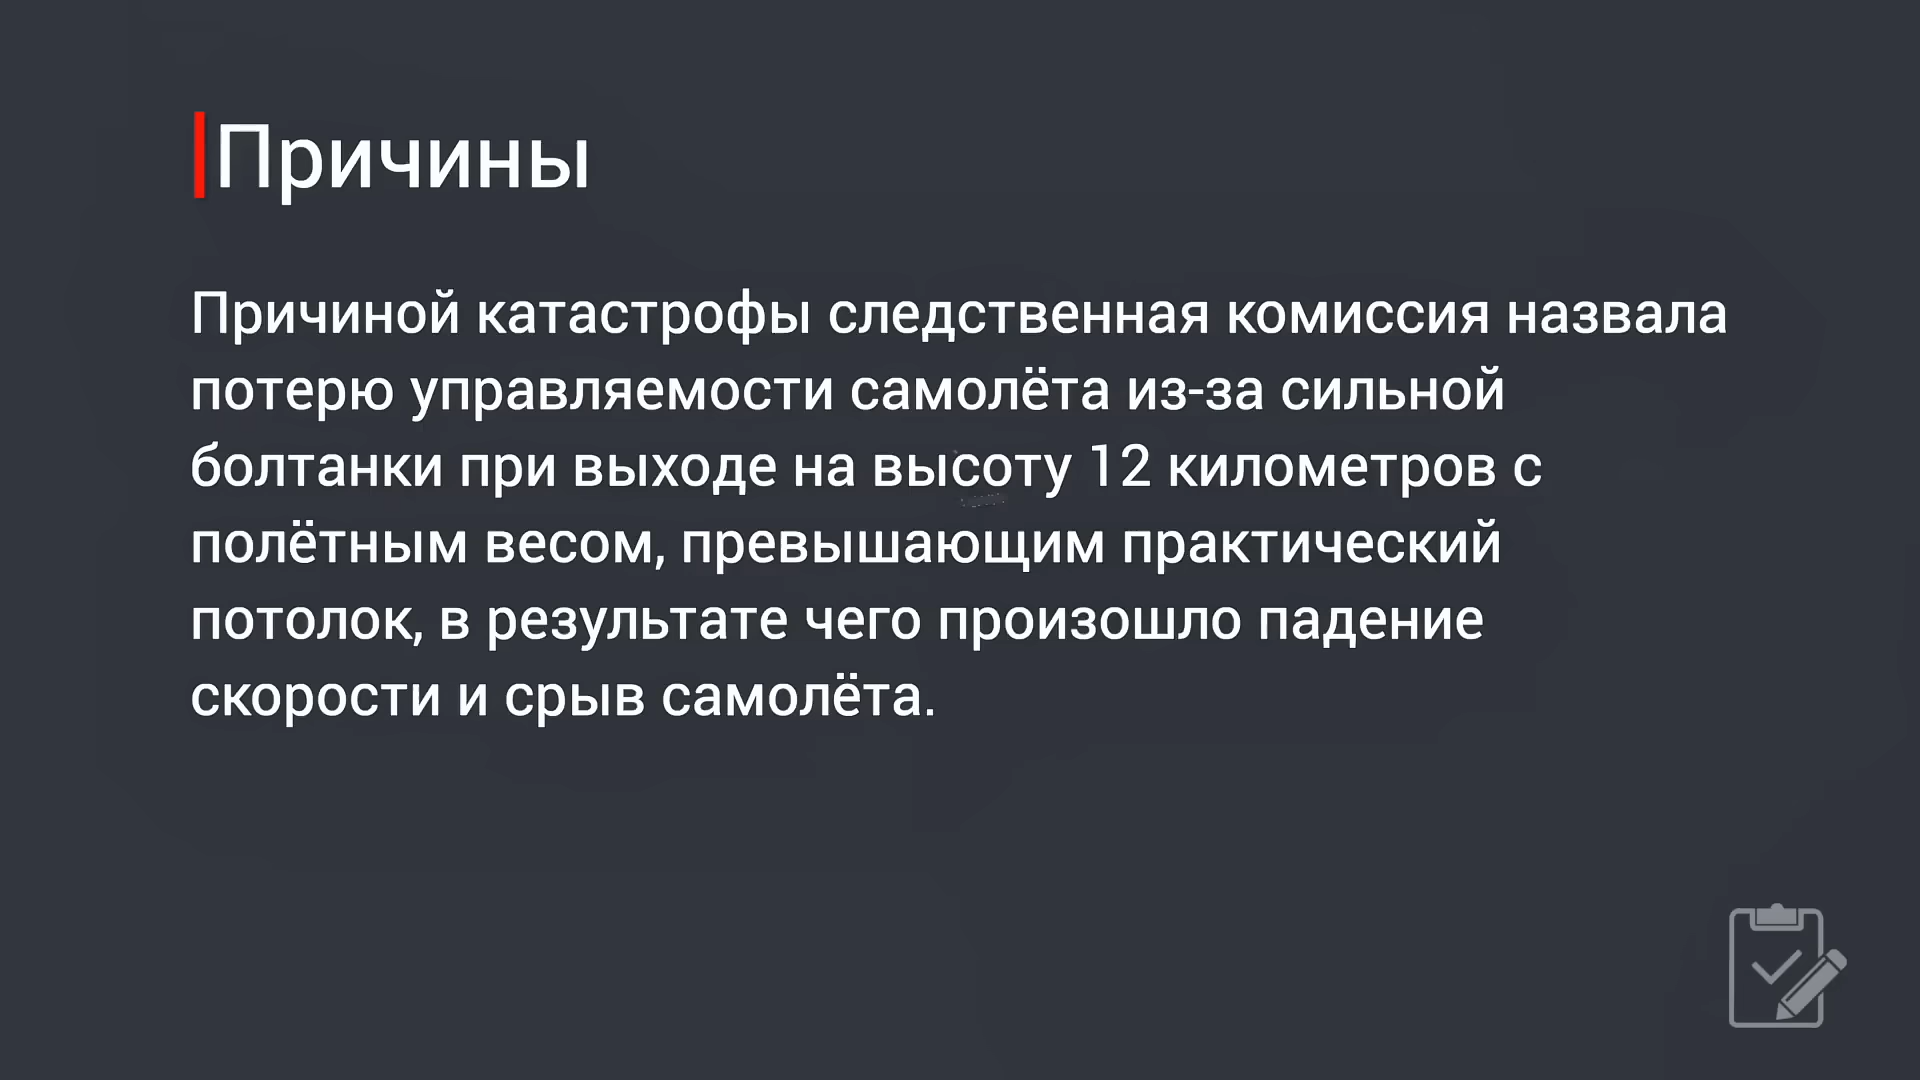 Причины
Причиной катастрофы следственная комиссия назвала
потерю управляемости самолёта из-за сильной
болтанки при выходе на высоту 12 километров с
полётным весом, превышающим практический
потолок, в результате чего произошло падение
скорости и срыв самолёта.